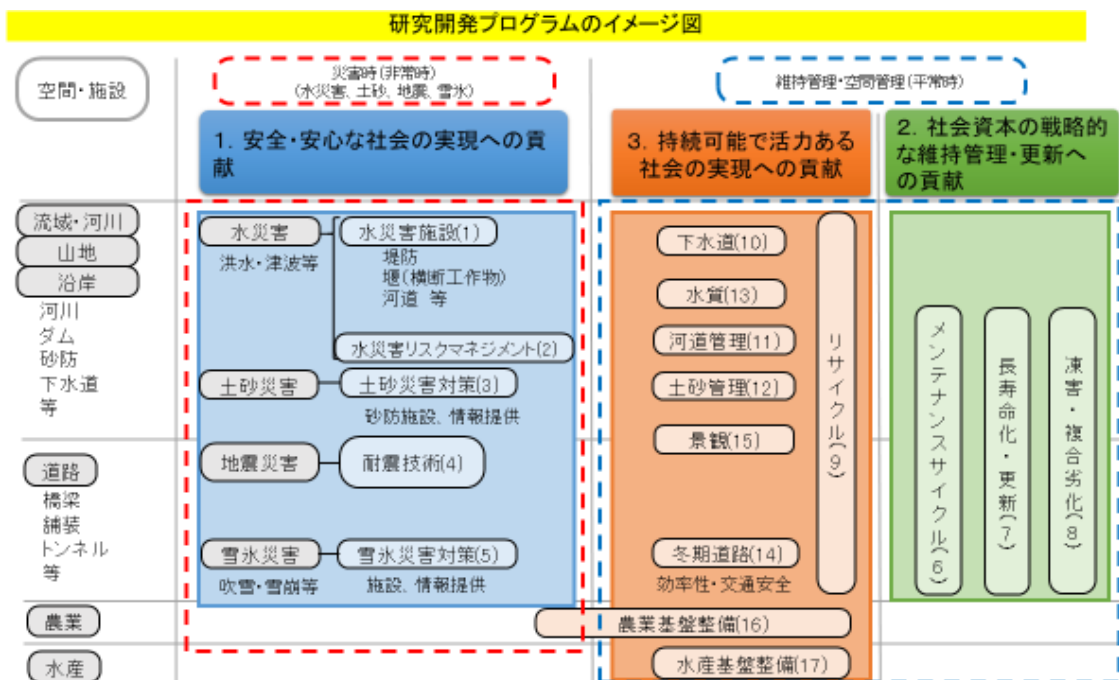 研究開発プログラムのイメージ図
空間・施設
災害時(非常時)
(水災害、土砂、地震、雪氷)
維持管理・空間管理(平常時)
1. 安全・安心な社会の実現への貢
献
3. 持続可能で活力ある
社会の実現への貢献
2. 社会資本の戦略的
な維持管理・更新へ
の貢献
流域・河川
山地
沿岸
河川
ダム
砂防
下水道
等
水災害
洪水・津波等
水災害施設(1)
堤防
堰(横断工作物)
河道 等
水災害リスクマネジメント(2)
土砂災害
土砂災害対策(3)
砂防施設、情報提供
地震災害
耐震技術(4)
雪氷災害
吹雪・雪崩等
雪氷災害対策(5)
施設、情報提供
下水道(10)
水質(13)
河道管理(11)
土砂管理(12)
景観(15)
冬期道路(14)
効率性・交通安全
リサイクル(9)
メンテナンスサイクル(6)
長寿命化・更新(7)
凍害・複合劣化(8)
道路
橋梁
舗装
トンネル
等
農業
農業基盤整備(16)
水産
水産基盤整備(17)